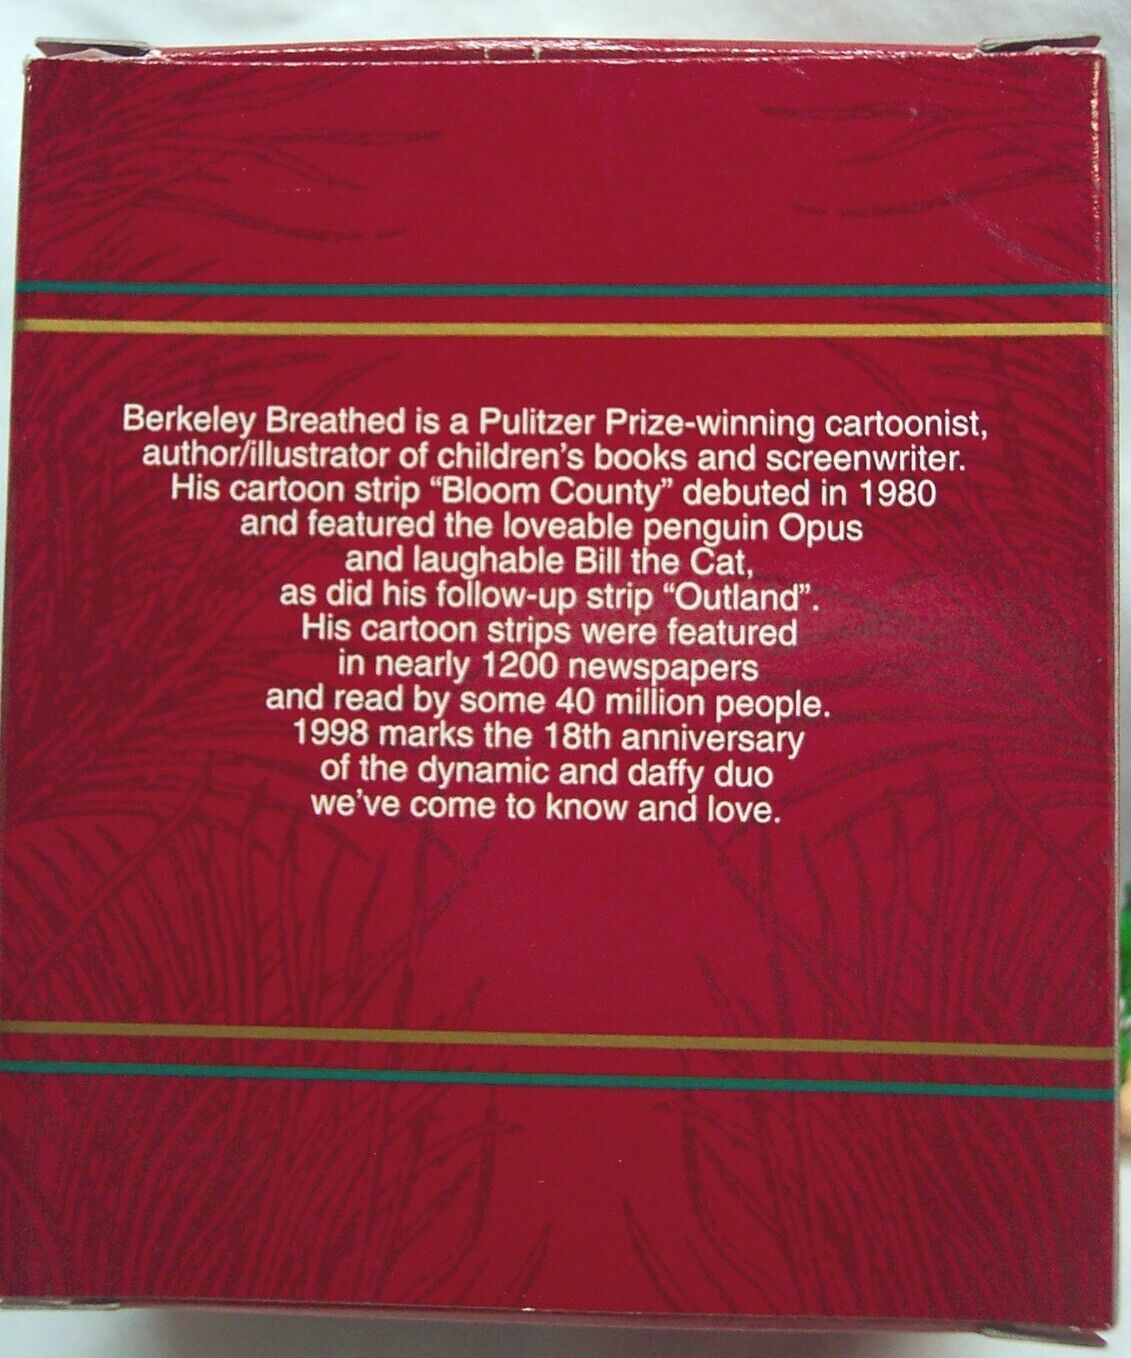 Berkeley Breathed is a Pulitzer Prize-winning cartoonist,
author/illustrator of children's books and screenwriter.
His cartoon strip “Bloom County” debuted in 1980
and featured the loveable penguin Opus
and laughable Bill the Cat,
as did his follow-up strip “Outland”.
His cartoon strips were featured
in nearly 1200 newspapers
and read by some 40 million people.
1998 marks the 18th anniversary
of the dynamic and daffy duo
we've come to know and love.